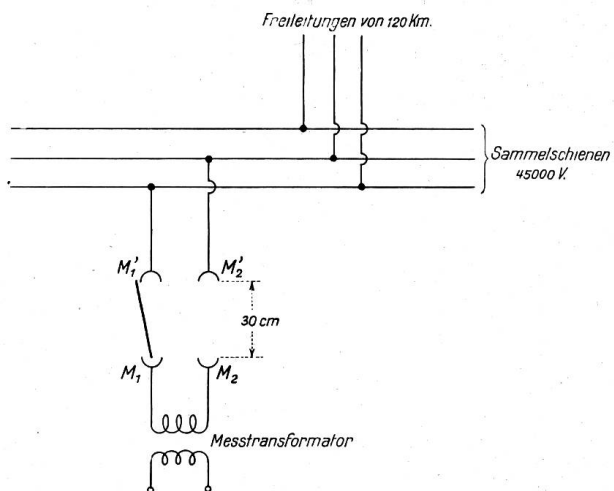 Freileitungen von 120 Km.
Sammelschienen
45000 V.
M₁' M₂'
30 cm
M₁ M₂
Messtransformator